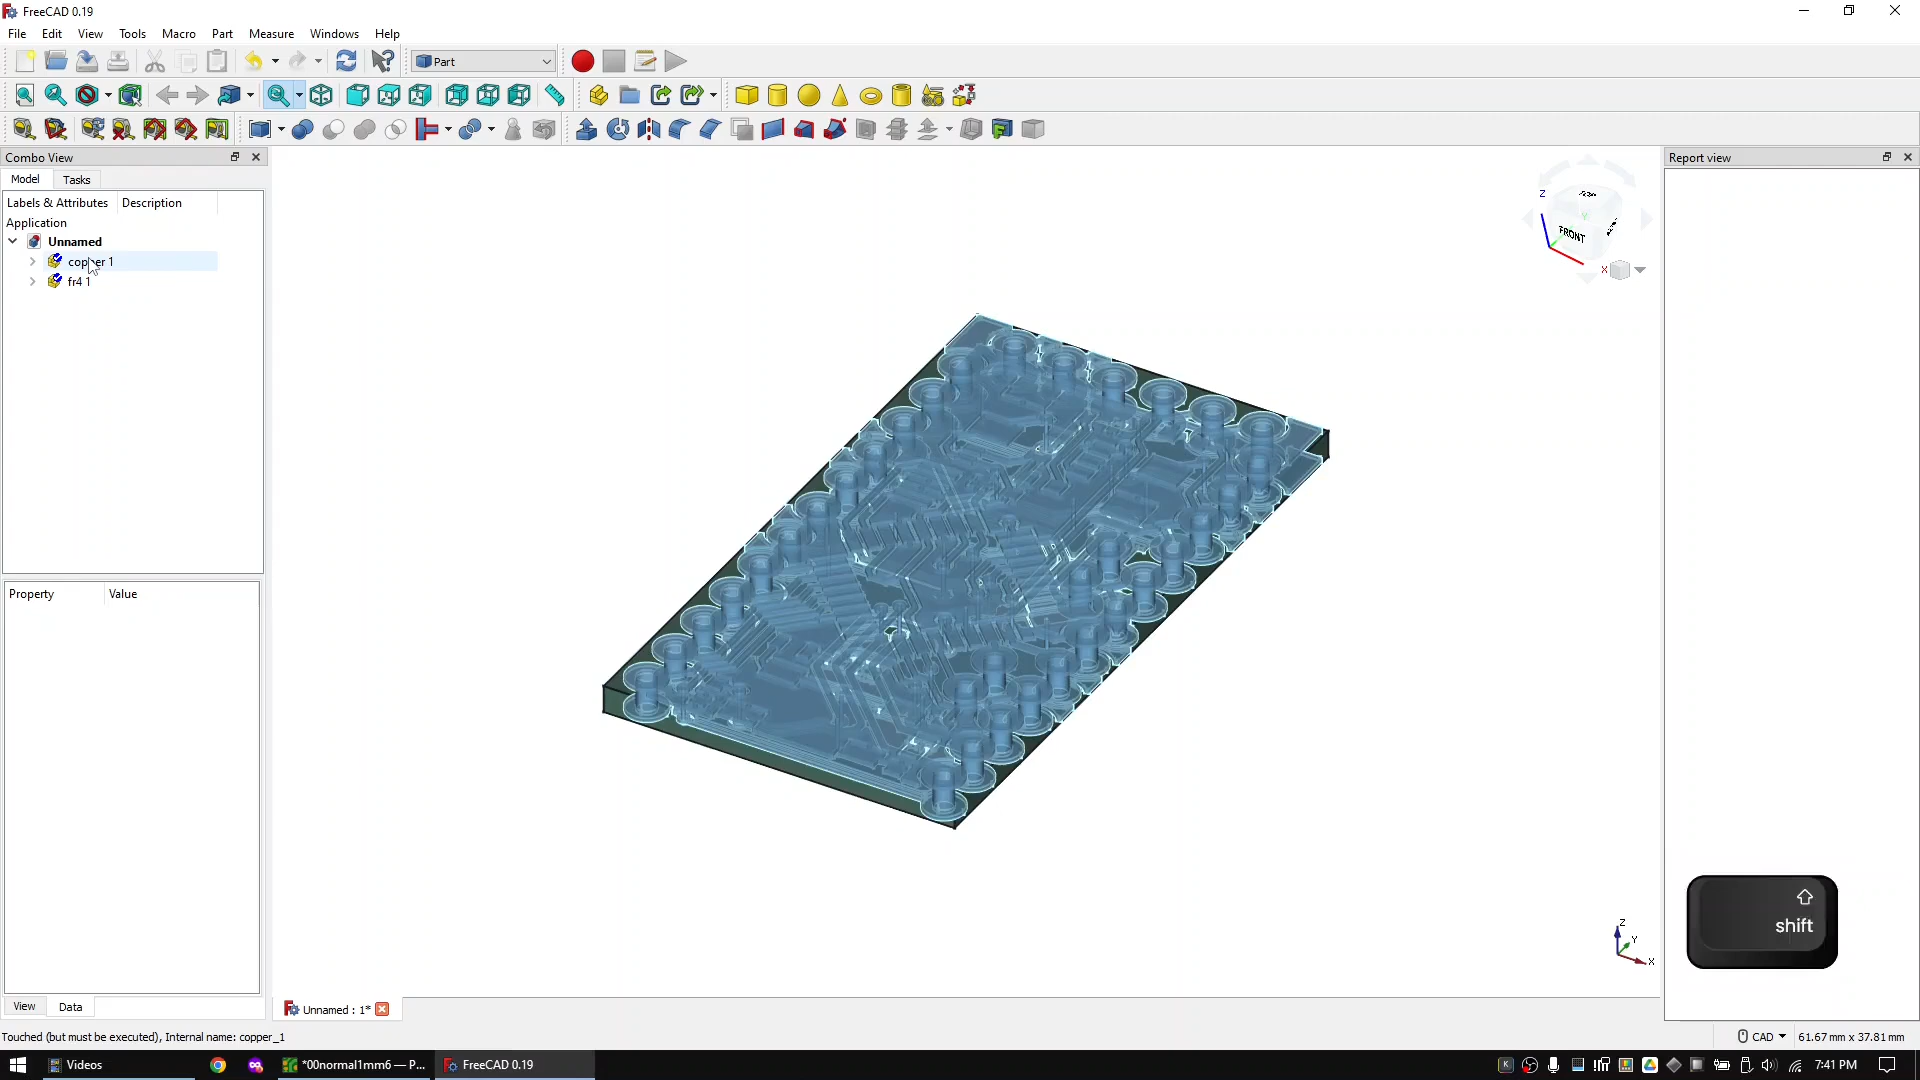 FreeCAD 0.19
File Edit View Tools Macro Part Measure Windows Help
Part
Combo View
Model Tasks
Labels & Attributes Description
Application
Unnamed
copper 1
fr4 1
Property Value
View Data
Z
Y
FRONT
X
Report view
Z
Y
X
shift
Unnamed : 1*
Touched (but must be executed), Internal name: copper_1
CAD 61.67 mm x 37.81 mm
Videos
*00normal1mm6 — P...
FreeCAD 0.19
7:41 PM